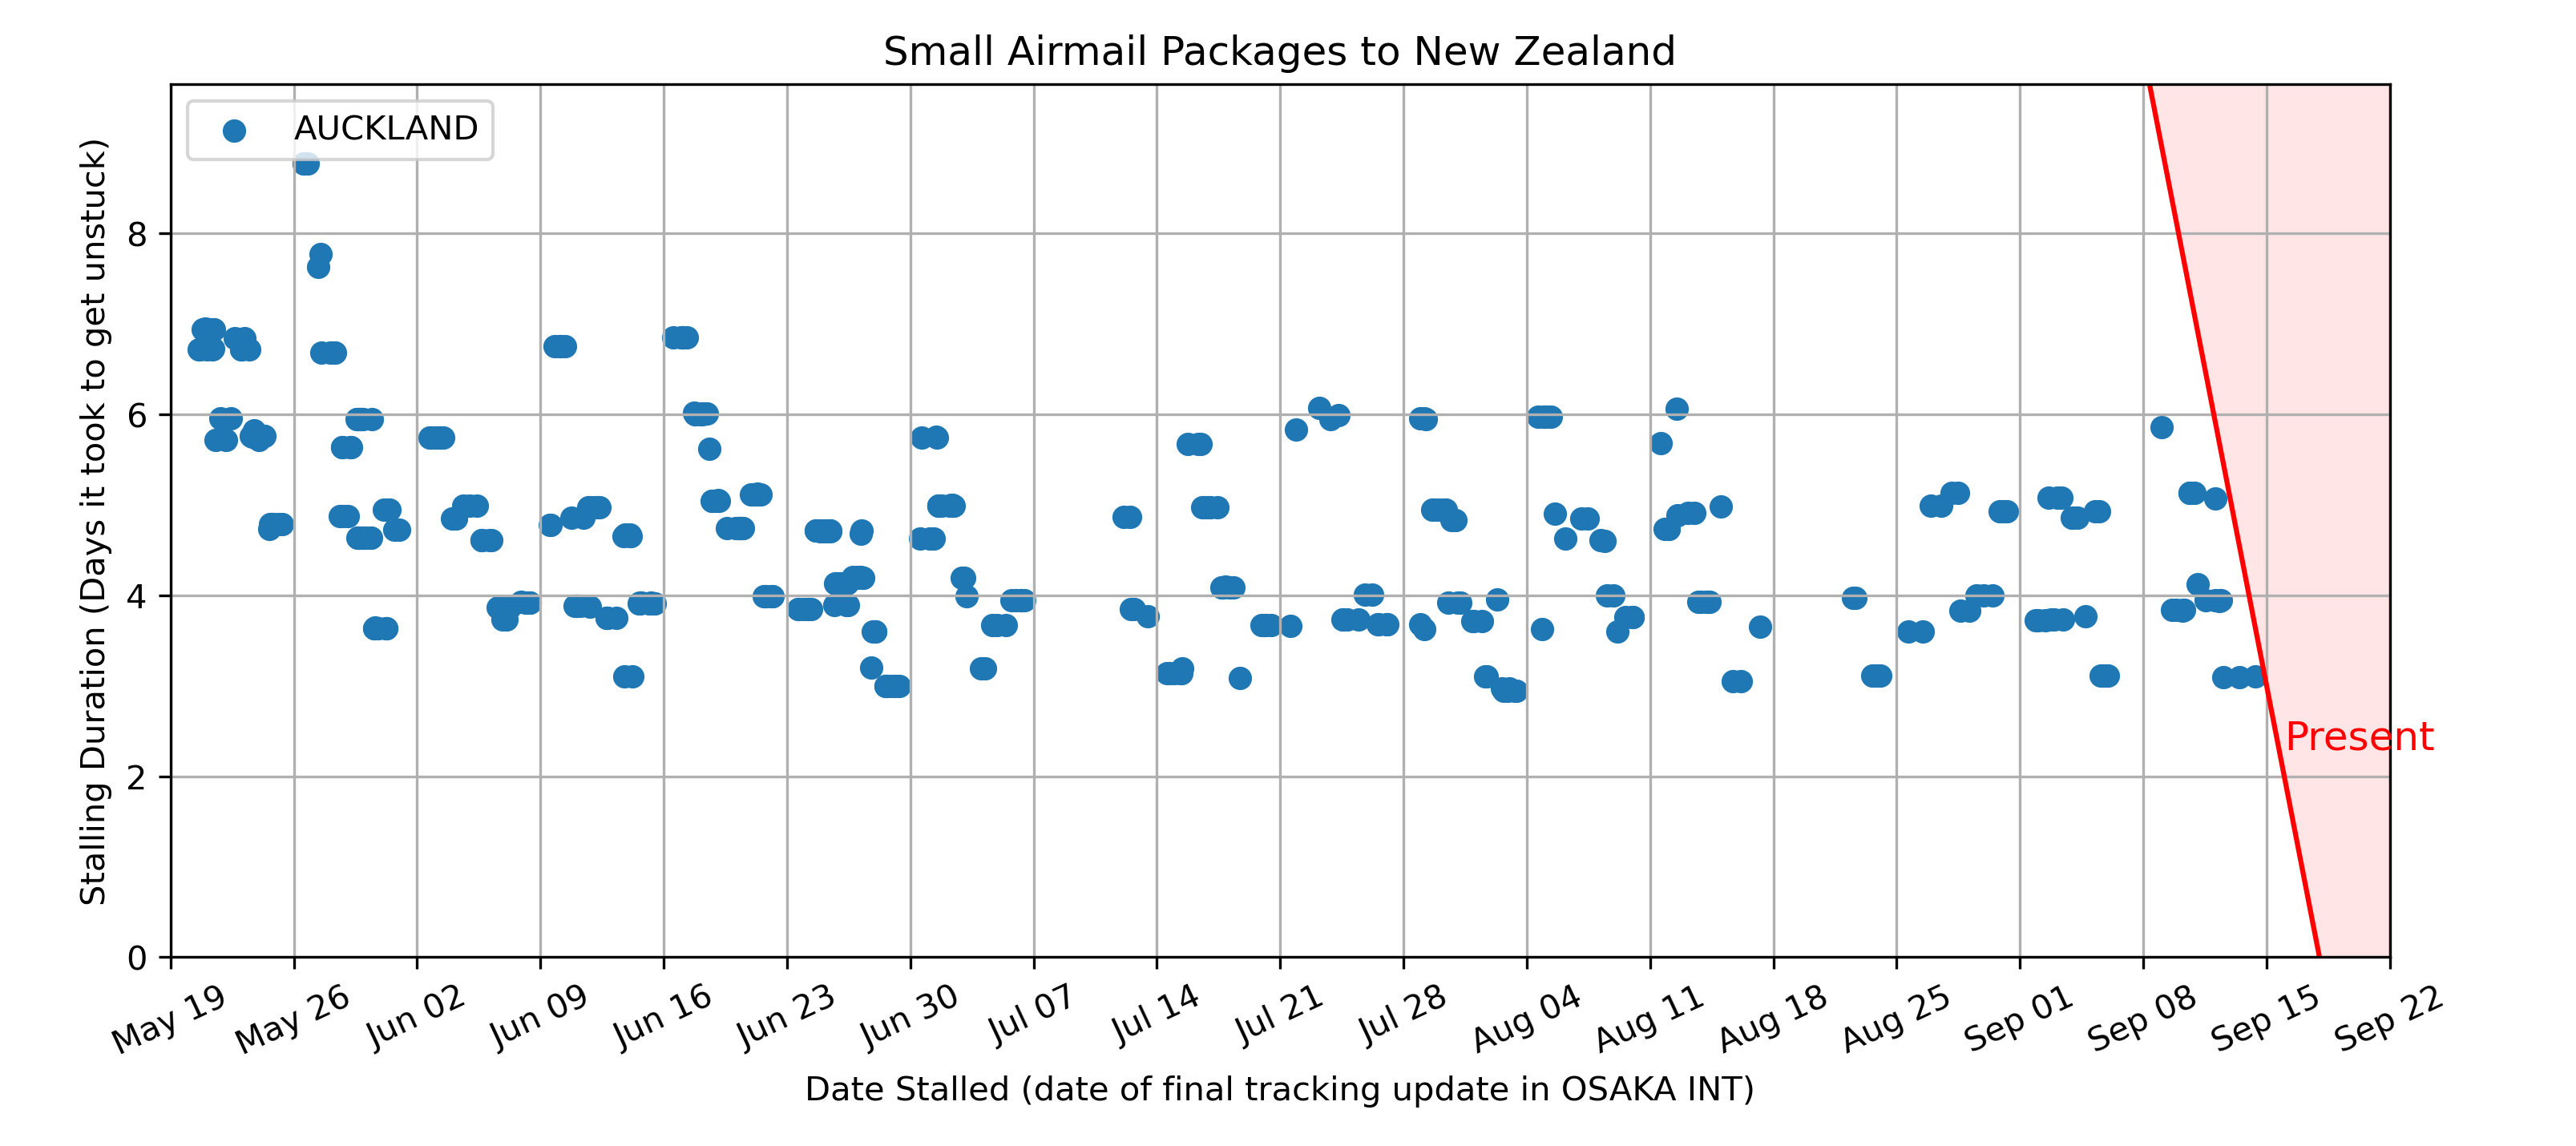 Small Airmail Packages to New Zealand
AUCKLAND
Stalling Duration (Days it took to get unstuck)
8
6
4
2
0
Present
May 19
May 26
Jun 02
Jun 09
Jun 16
Jun 23
Jun 30
Jul 07
Jul 14
Jul 21
Jul 28
Aug 04
Aug 11
Aug 18
Aug 25
Sep 01
Sep 08
Sep 15
Sep 22
Date Stalled (date of final tracking update in OSAKA INT)